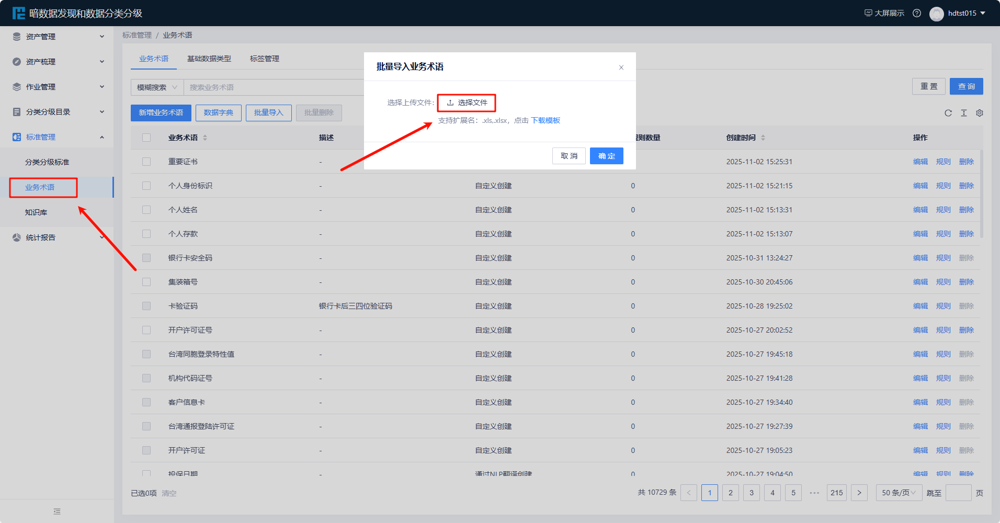 暗数据发现和数据分类分级
大屏展示
hdtst015
资产管理
资产梳理
作业管理
分类分级目录
标准管理
分类分级标准
业务术语
知识库
统计报告
标准管理 / 业务术语
业务术语 基础数据类型 标签管理
模糊搜索 搜索业务术语
重 置 查 询
新增业务术语 数据字典 批量导入 批量删除
批量导入业务术语
选择上传文件: 选择文件
支持扩展名：.xls,.xlsx，点击 下载模板
取 消 确 定
业务术语 描述 规则数量 创建时间 操作
重要证书 - 2025-11-02 15:25:31 编辑 规则 删除
个人身份标识 - 自定义创建 0 2025-11-02 15:21:15 编辑 规则 删除
个人姓名 - 自定义创建 0 2025-11-02 15:13:31 编辑 规则 删除
个人存款 - 自定义创建 0 2025-11-02 15:13:07 编辑 规则 删除
银行卡安全码 - 自定义创建 0 2025-10-31 13:24:27 编辑 规则 删除
集装箱号 - 自定义创建 0 2025-10-30 20:45:06 编辑 规则 删除
卡验证码 银行卡后三四位验证码 自定义创建 0 2025-10-28 19:25:02 编辑 规则 删除
开户许可证号 - 自定义创建 0 2025-10-27 20:02:52 编辑 规则 删除
台湾同胞登录特性值 - 自定义创建 0 2025-10-27 19:45:18 编辑 规则 删除
机构代码证号 - 自定义创建 0 2025-10-27 19:41:28 编辑 规则 删除
客户信息卡 - 自定义创建 0 2025-10-27 19:34:40 编辑 规则 删除
台湾通报登陆许可证 - 自定义创建 0 2025-10-27 19:27:39 编辑 规则 删除
开户许可证 - 自定义创建 0 2025-10-27 19:05:23 编辑 规则 删除
投保日期 - 通过NLP翻译创建 0 2025-10-27 19:04:50 编辑 规则 删除
已选0项 清空
共 10729 条 < 1 2 3 4 5 ••• 215 > 50 条/页 跳至 页